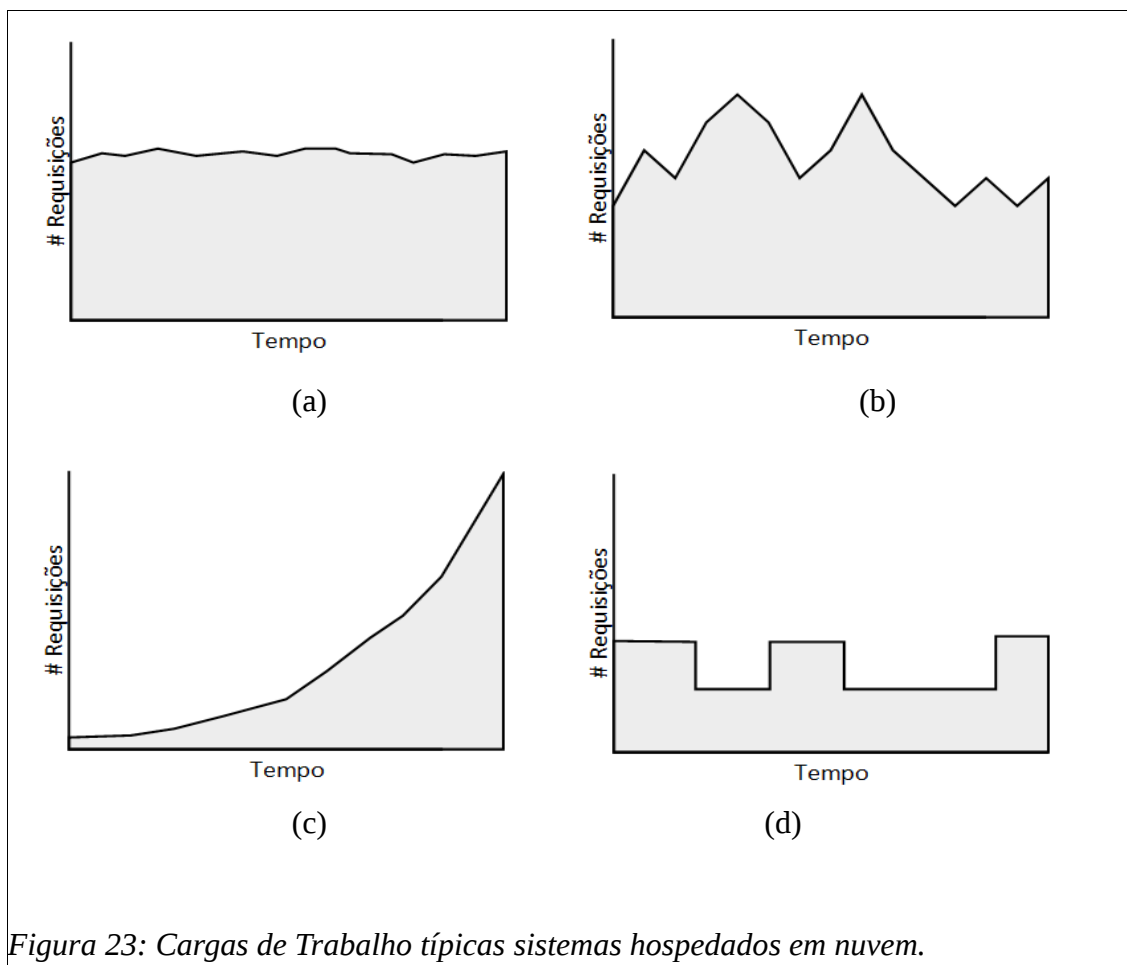 # Requisições
Tempo
(a)
# Requisições
Tempo
(b)
# Requisições
Tempo
(c)
# Requisições
Tempo
(d)
Figura 23: Cargas de Trabalho típicas sistemas hospedados em nuvem.